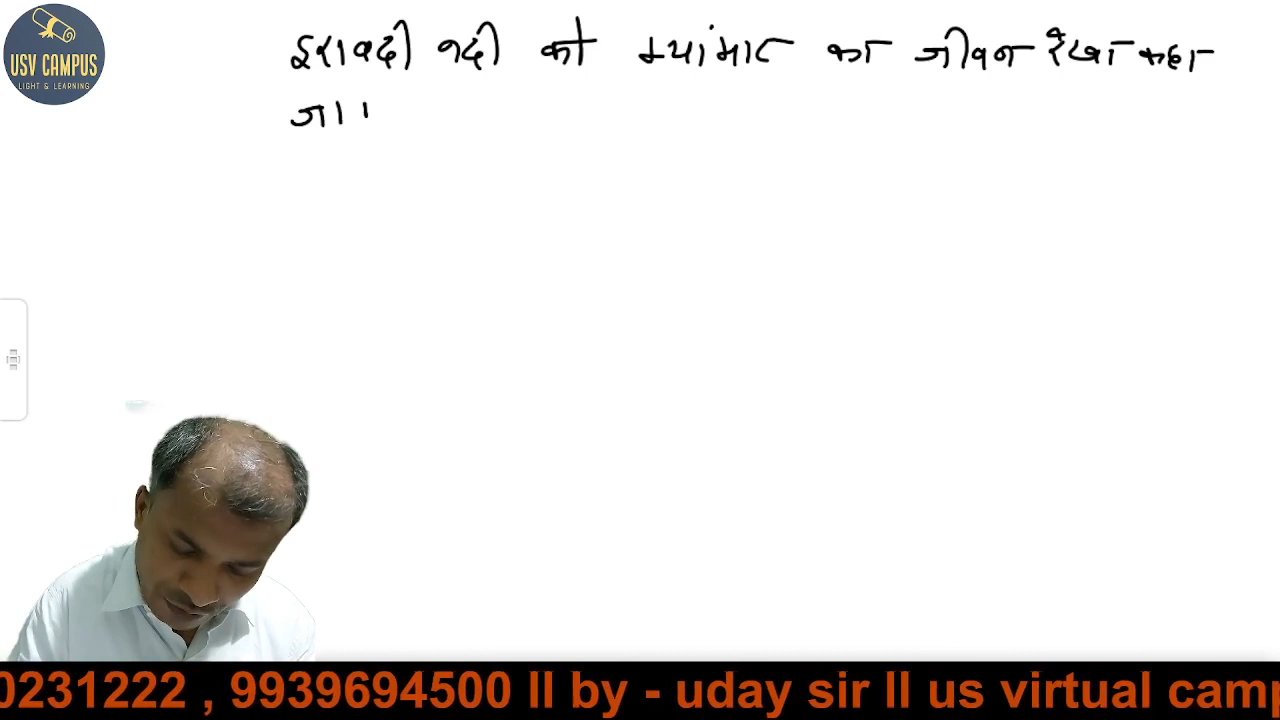 USV CAMPUS
LIGHT & LEARNING
इरावदी नदी को म्यांमार का जीवन रेखा कहा
जा
0231222 , 9939694500 ll by - uday sir ll us virtual camp